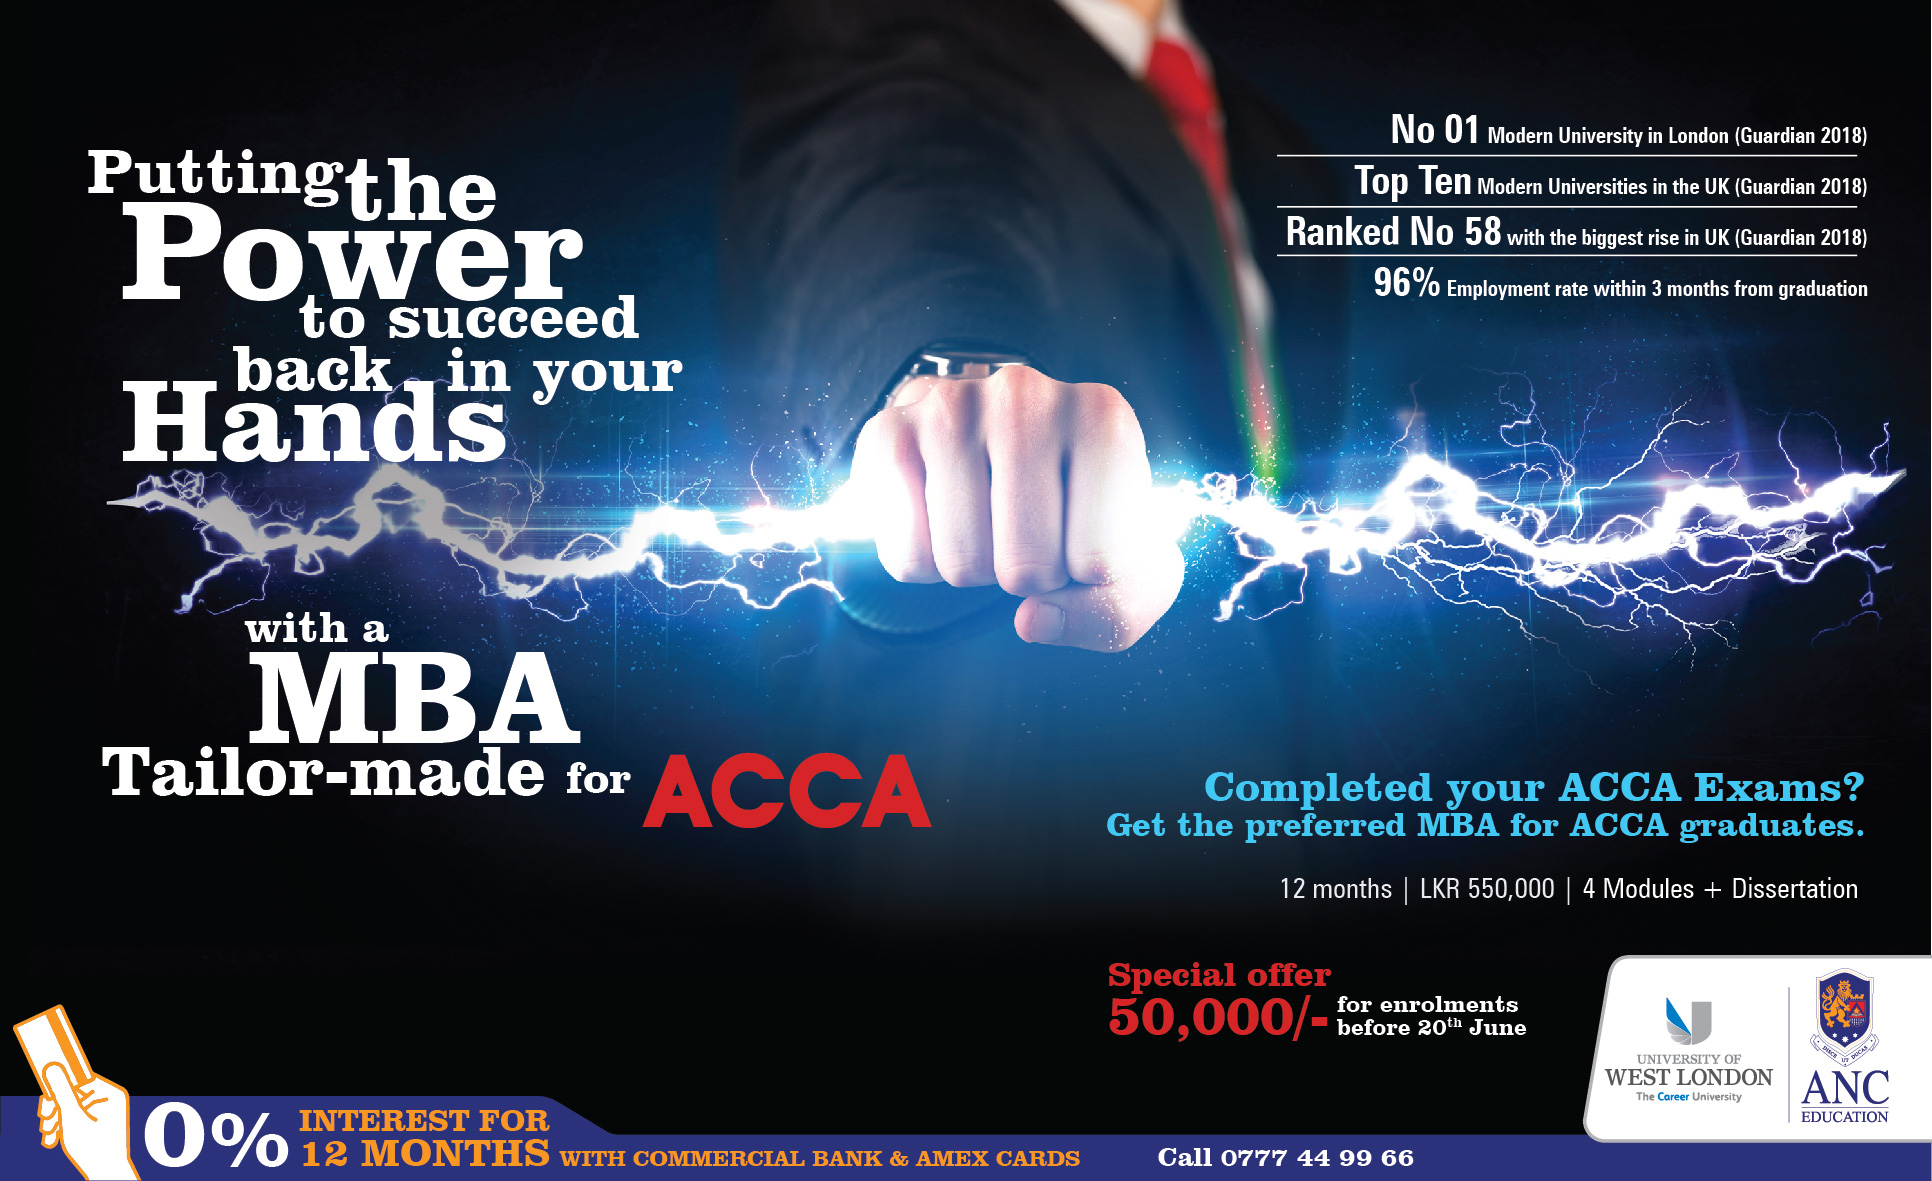 Putting the
Power
to succeed
back in your
Hands
with a
MBA
Tailor-made for ACCA
No 01 Modern University in London (Guardian 2018)
Top Ten Modern Universities in the UK (Guardian 2018)
Ranked No 58 with the biggest rise in UK (Guardian 2018)
96% Employment rate within 3 months from graduation
Completed your ACCA Exams?
Get the preferred MBA for ACCA graduates.
12 months | LKR 550,000 | 4 Modules + Dissertation
Special offer
50,000/- for enrolments
before 20th June
UNIVERSITY OF
WEST LONDON
The Career University
DISCE UT DUCAS
ANC
EDUCATION
0% INTEREST FOR
12 MONTHS WITH COMMERCIAL BANK & AMEX CARDS
Call 0777 44 99 66